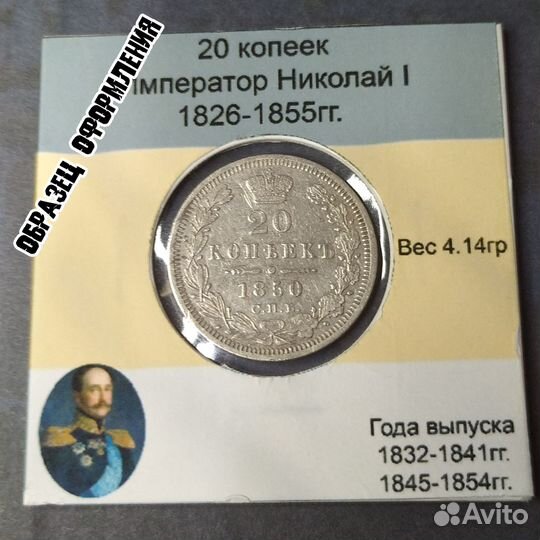 20 копеек
Император Николай I
1826-1855гг.
ОБРАЗЕЦ ОФОРМЛЕНИЯ
20
КОПѢЕКЪ
1850
С.П.Б.
Вес 4.14гр
Года выпуска
1832-1841гг.
1845-1854гг.
Avito